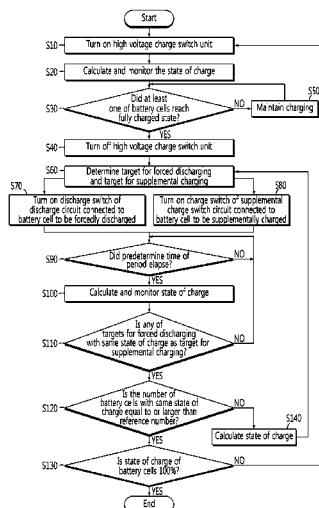 Start
S10
Turn on high voltage charge switch unit
S20
Calculate and monitor the state of charge
S50
Did at least
one of battery cells reach
fully charged state?
S30
NO
Maintain charging
YES
S40
Turn off high voltage charge switch unit
S60
Determine target for forced discharging
and target for supplemental charging
S70
S80
Turn on discharge switch of
discharge circuit connected to
battery cell to be forcedly discharged
Turn on charge switch of supplemental
charge switch circuit connected to
battery cell to be supplementally charged
S90
Did predetermine time of
period elapse?
NO
YES
S100
Calculate and monitor state of charge
S110
Is any of
targets for forced discharging
with same state of charge as target for
supplemental charging?
NO
YES
S120
Is the number of
battery cells with same state of
charge equal to or larger than
reference number?
NO
S140
Calculate state of charge
YES
S130
Is state of charge of
battery cells 100%?
NO
YES
End